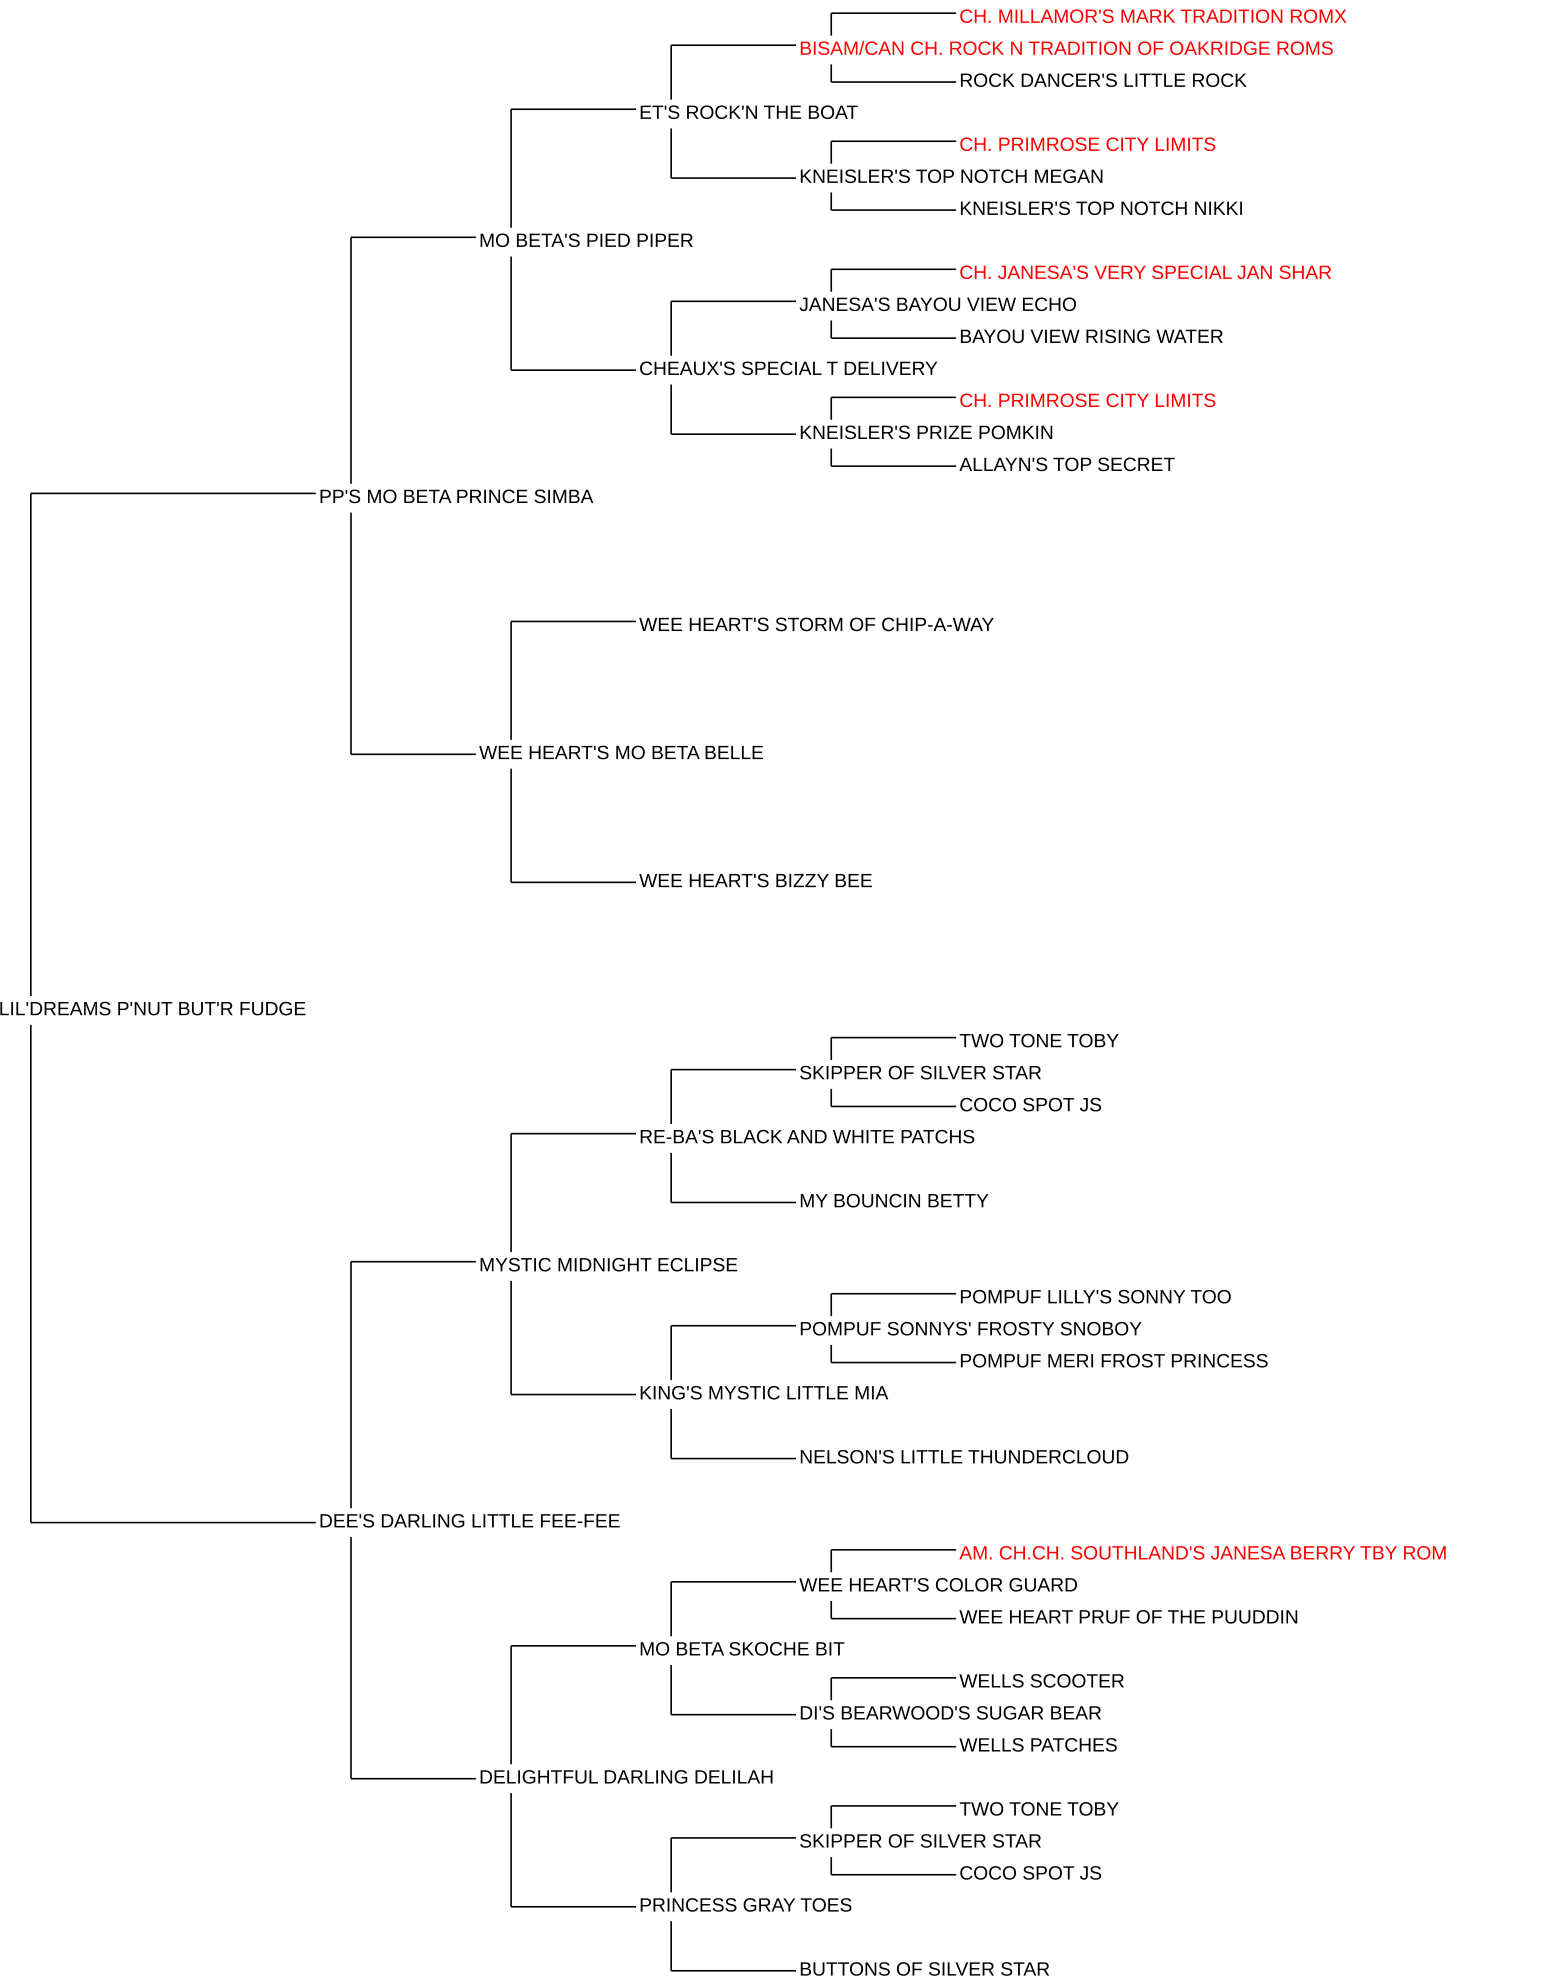 CH. MILLAMOR'S MARK TRADITION ROMX
BISAM/CAN CH. ROCK N TRADITION OF OAKRIDGE ROMS
ROCK DANCER'S LITTLE ROCK
ET'S ROCK'N THE BOAT
CH. PRIMROSE CITY LIMITS
KNEISLER'S TOP NOTCH MEGAN
KNEISLER'S TOP NOTCH NIKKI
MO BETA'S PIED PIPER
CH. JANESA'S VERY SPECIAL JAN SHAR
JANESA'S BAYOU VIEW ECHO
BAYOU VIEW RISING WATER
CHEAUX'S SPECIAL T DELIVERY
CH. PRIMROSE CITY LIMITS
KNEISLER'S PRIZE POMKIN
ALLAYN'S TOP SECRET
PP'S MO BETA PRINCE SIMBA
WEE HEART'S STORM OF CHIP-A-WAY
WEE HEART'S MO BETA BELLE
WEE HEART'S BIZZY BEE
LIL'DREAMS P'NUT BUT'R FUDGE
TWO TONE TOBY
SKIPPER OF SILVER STAR
COCO SPOT JS
RE-BA'S BLACK AND WHITE PATCHS
MY BOUNCIN BETTY
MYSTIC MIDNIGHT ECLIPSE
POMPUF LILLY'S SONNY TOO
POMPUF SONNYS' FROSTY SNOBOY
POMPUF MERI FROST PRINCESS
KING'S MYSTIC LITTLE MIA
NELSON'S LITTLE THUNDERCLOUD
DEE'S DARLING LITTLE FEE-FEE
AM. CH.CH. SOUTHLAND'S JANESA BERRY TBY ROM
WEE HEART'S COLOR GUARD
WEE HEART PRUF OF THE PUUDDIN
MO BETA SKOCHE BIT
WELLS SCOOTER
DI'S BEARWOOD'S SUGAR BEAR
WELLS PATCHES
DELIGHTFUL DARLING DELILAH
TWO TONE TOBY
SKIPPER OF SILVER STAR
COCO SPOT JS
PRINCESS GRAY TOES
BUTTONS OF SILVER STAR